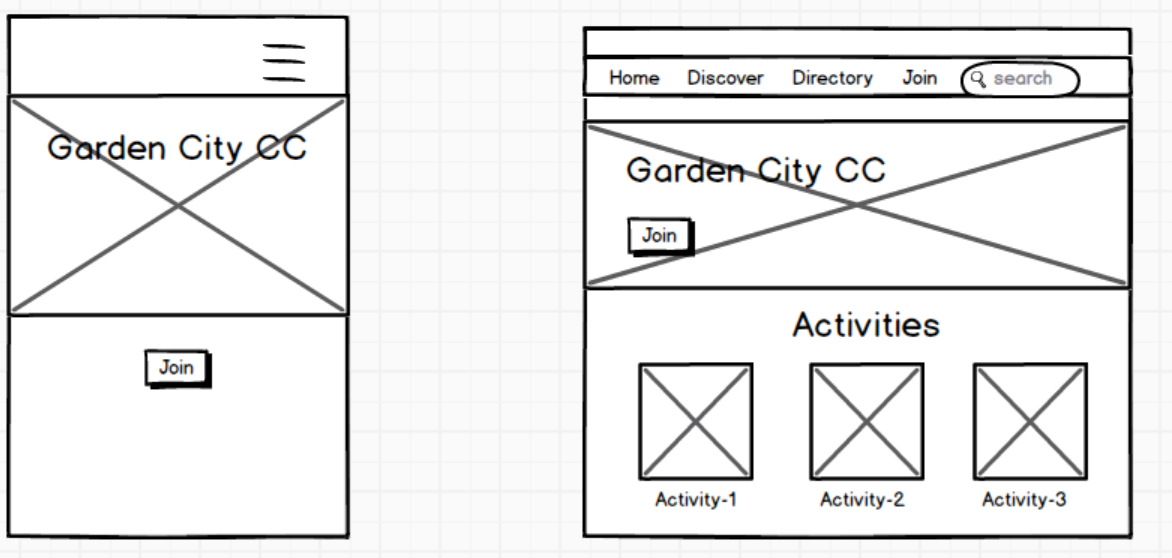 Garden City CC
Join
Home Discover Directory Join search
Garden City CC
Join
Activities
Activity-1 Activity-2 Activity-3